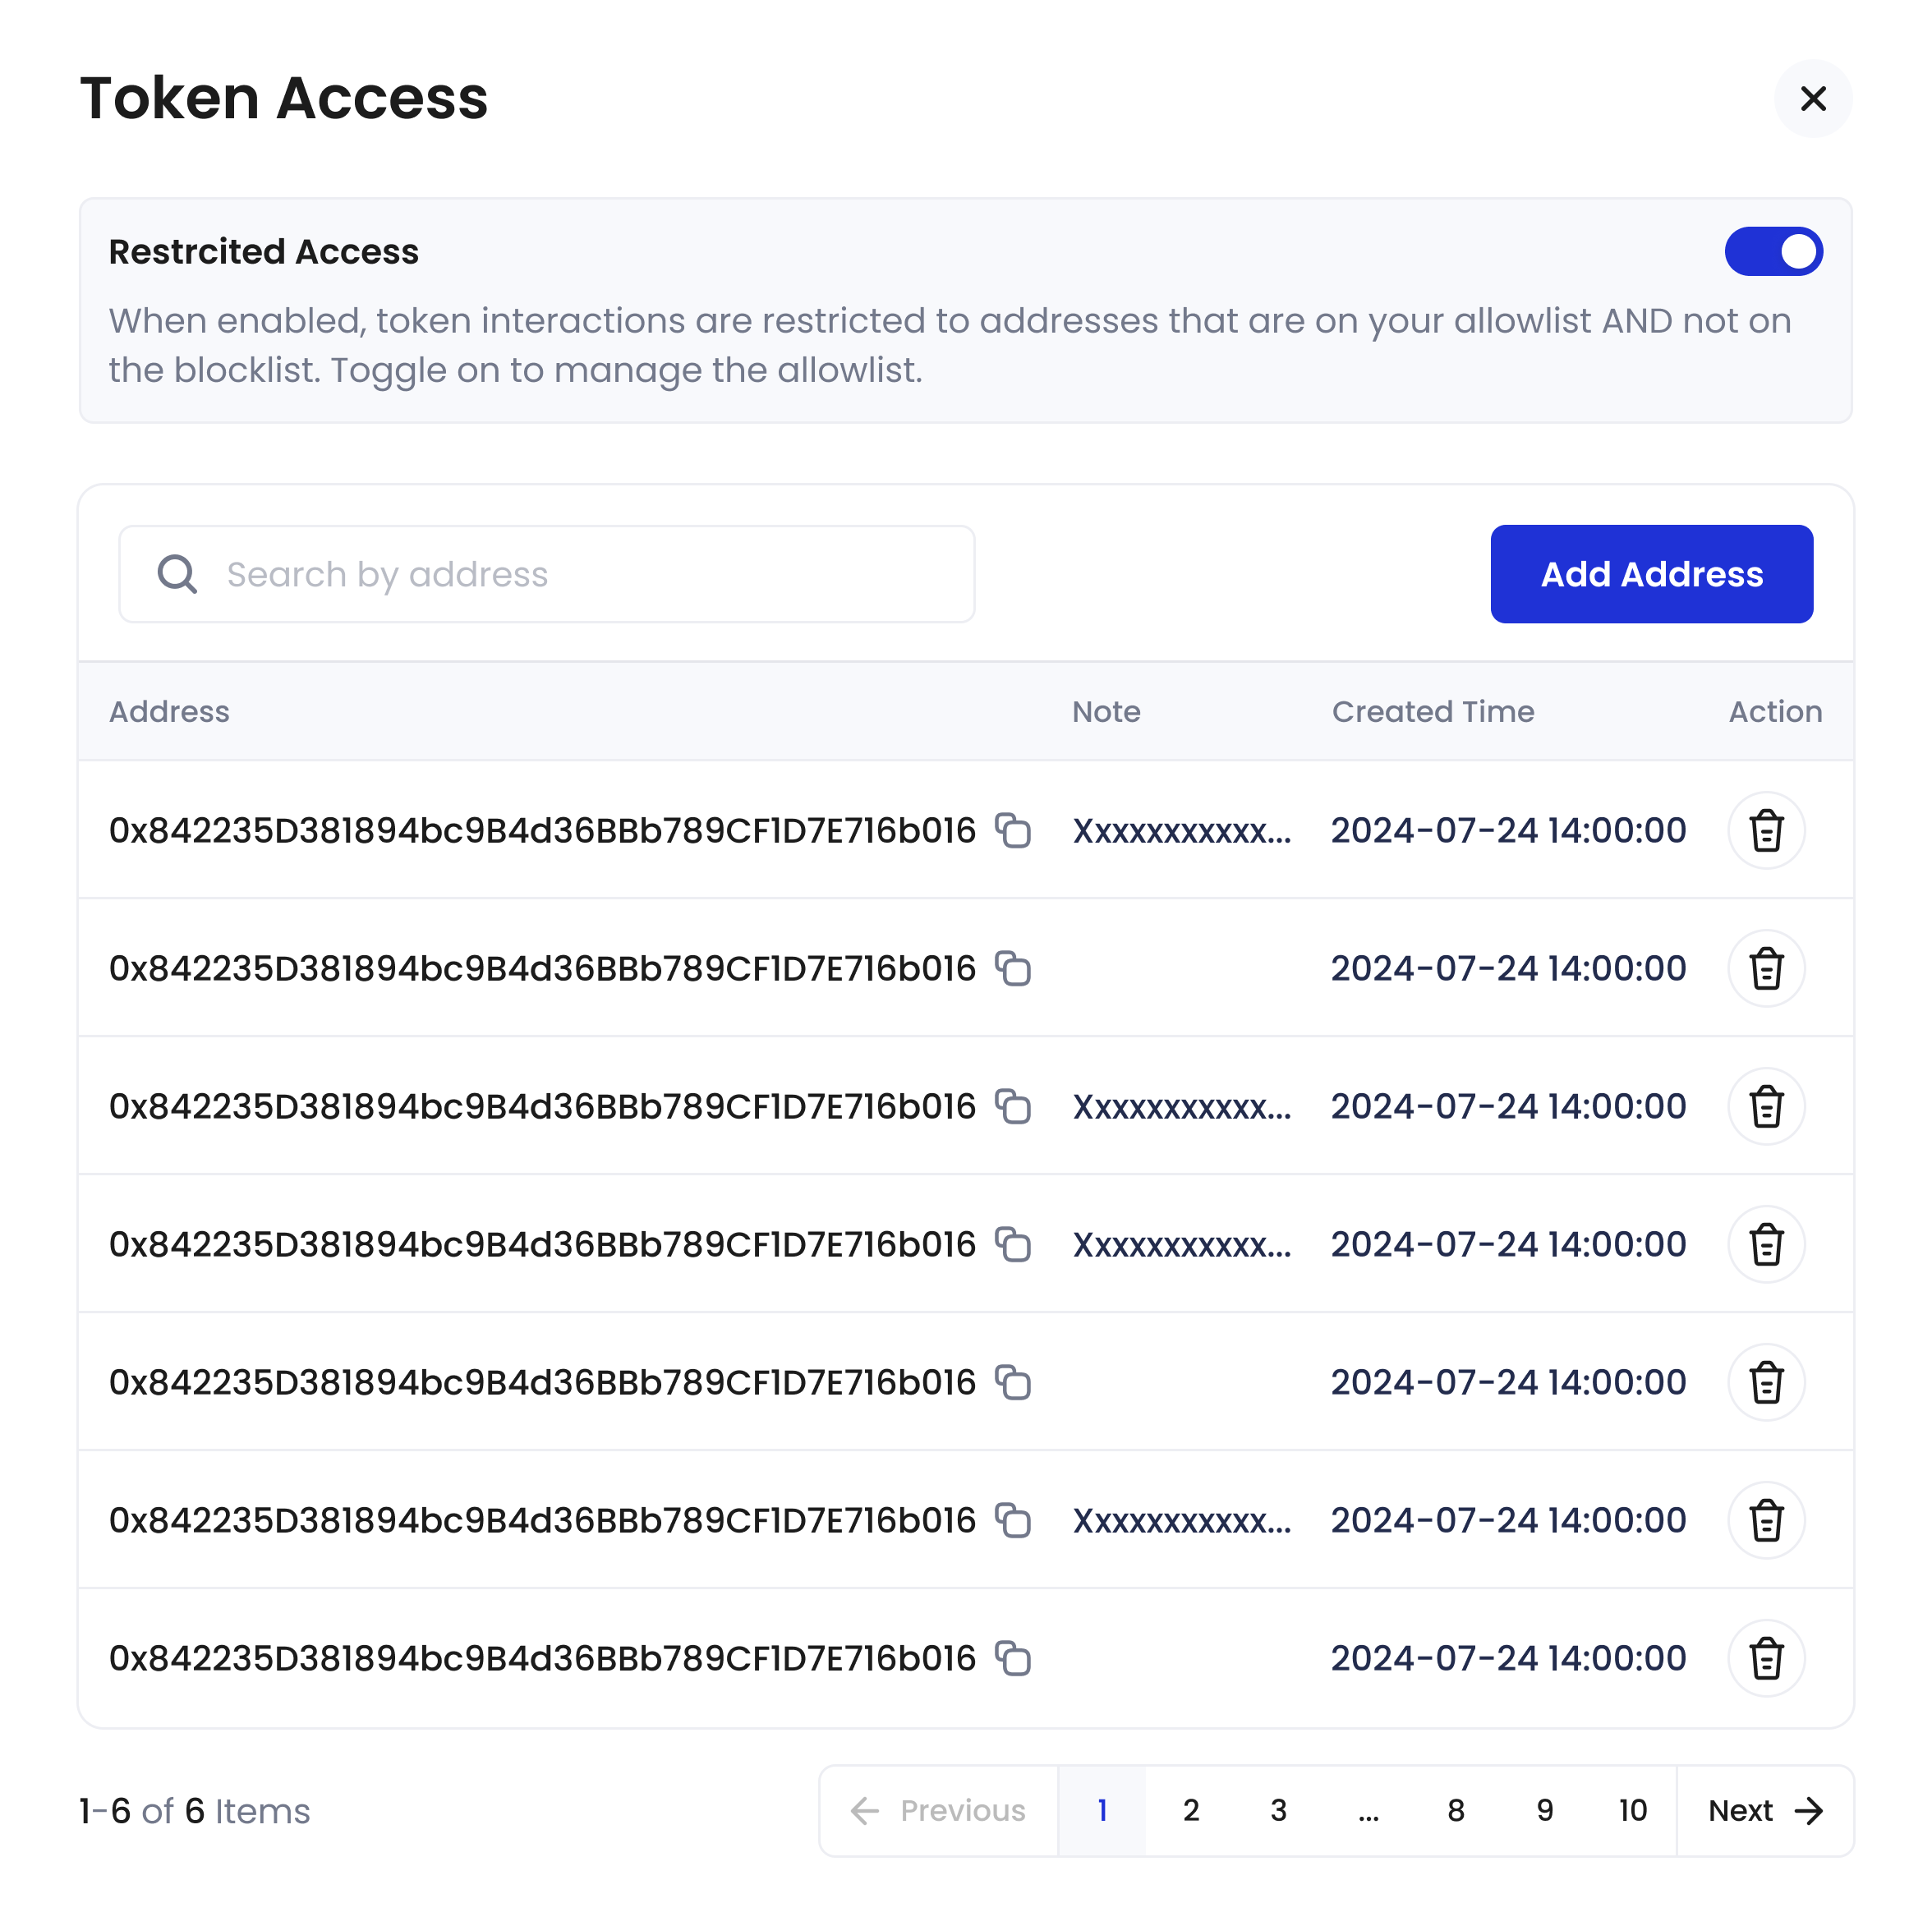 Token Access
Restrcited Access
When enabled, token interactions are restricted to addresses that are on your allowlist AND not on
the blocklist. Toggle on to manage the allowlist.
Search by address
Add Address
Address Note Created Time Action
0x842235D381894bc9B4d36BBb789CF1D7E716b016 Xxxxxxxxxxxx... 2024-07-24 14:00:00
0x842235D381894bc9B4d36BBb789CF1D7E716b016 2024-07-24 14:00:00
0x842235D381894bc9B4d36BBb789CF1D7E716b016 Xxxxxxxxxxxx... 2024-07-24 14:00:00
0x842235D381894bc9B4d36BBb789CF1D7E716b016 Xxxxxxxxxxxx... 2024-07-24 14:00:00
0x842235D381894bc9B4d36BBb789CF1D7E716b016 2024-07-24 14:00:00
0x842235D381894bc9B4d36BBb789CF1D7E716b016 Xxxxxxxxxxxx... 2024-07-24 14:00:00
0x842235D381894bc9B4d36BBb789CF1D7E716b016 2024-07-24 14:00:00
1-6 of 6 Items Previous 1 2 3 ... 8 9 10 Next